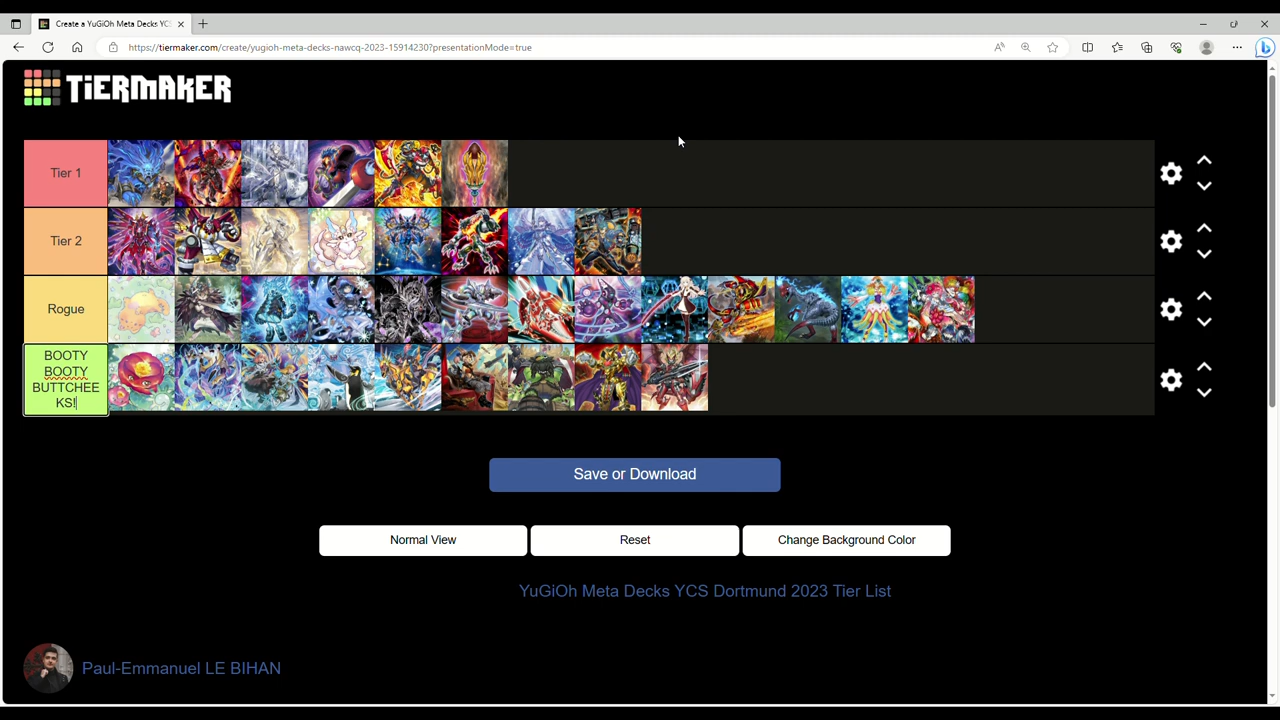 Create a YuGiOh Meta Decks YC
https://tiermaker.com/create/yugioh-meta-decks-nawcq-2023-15914230?presentationMode=true
TiERMAKER
Tier 1
Tier 2
Rogue
BOOTY
BOOTY
BUTTCHEE
KS!
Save or Download
Normal View
Reset
Change Background Color
YuGiOh Meta Decks YCS Dortmund 2023 Tier List
Paul-Emmanuel LE BIHAN